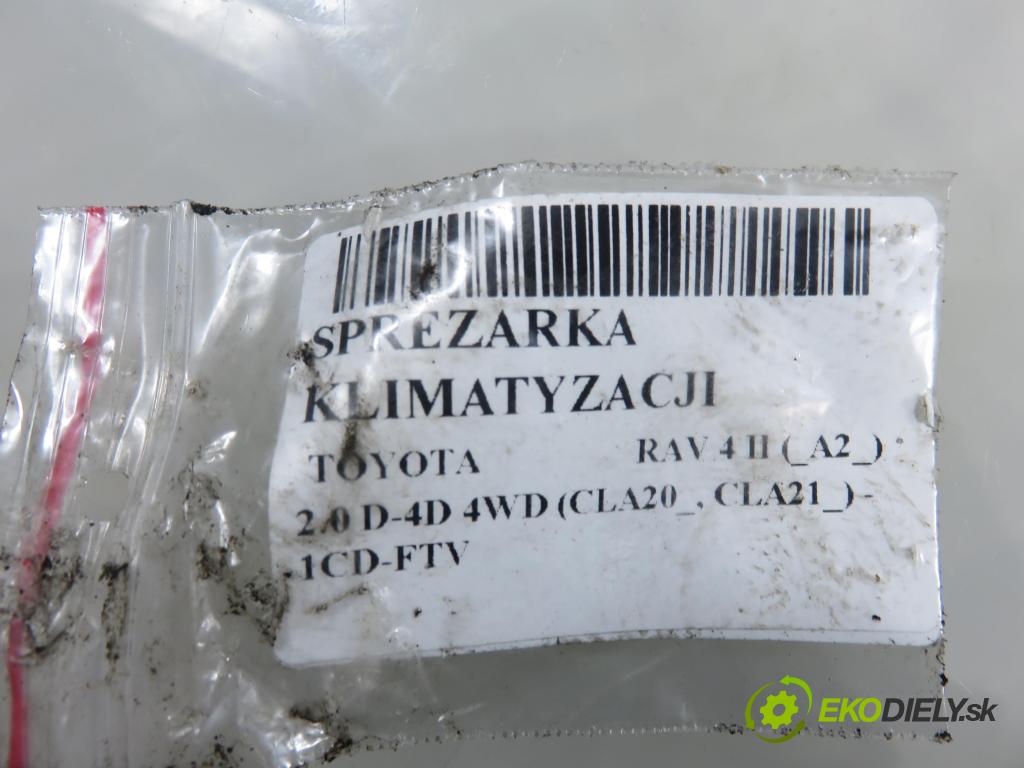 SPREZARKA
KLIMATYZACJI
TOYOTA RAV 4 II (_A2_)
2.0 D-4D 4WD (CLA20_, CLA21_) -
1CD-FTV
EKODIELY.sk